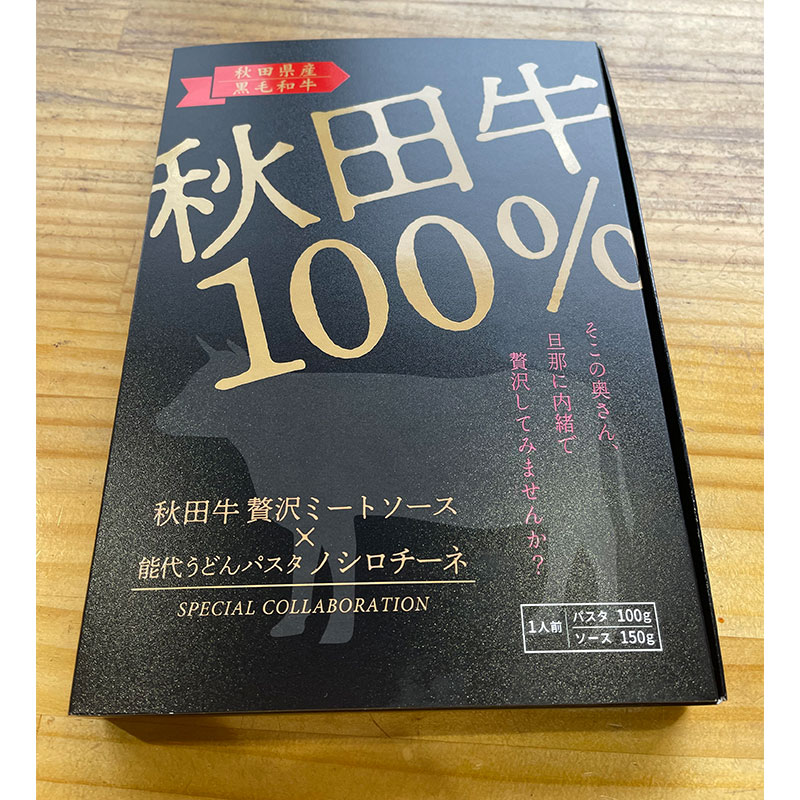 秋田県産
黒毛和牛
秋田牛
100%
そこの奥さん、
旦那に内緒で
贅沢してみませんか？
秋田牛 贅沢ミートソース
×
能代うどんパスタ ノシロチーネ
SPECIAL COLLABORATION
1人前
パスタ 100g
ソース 150g